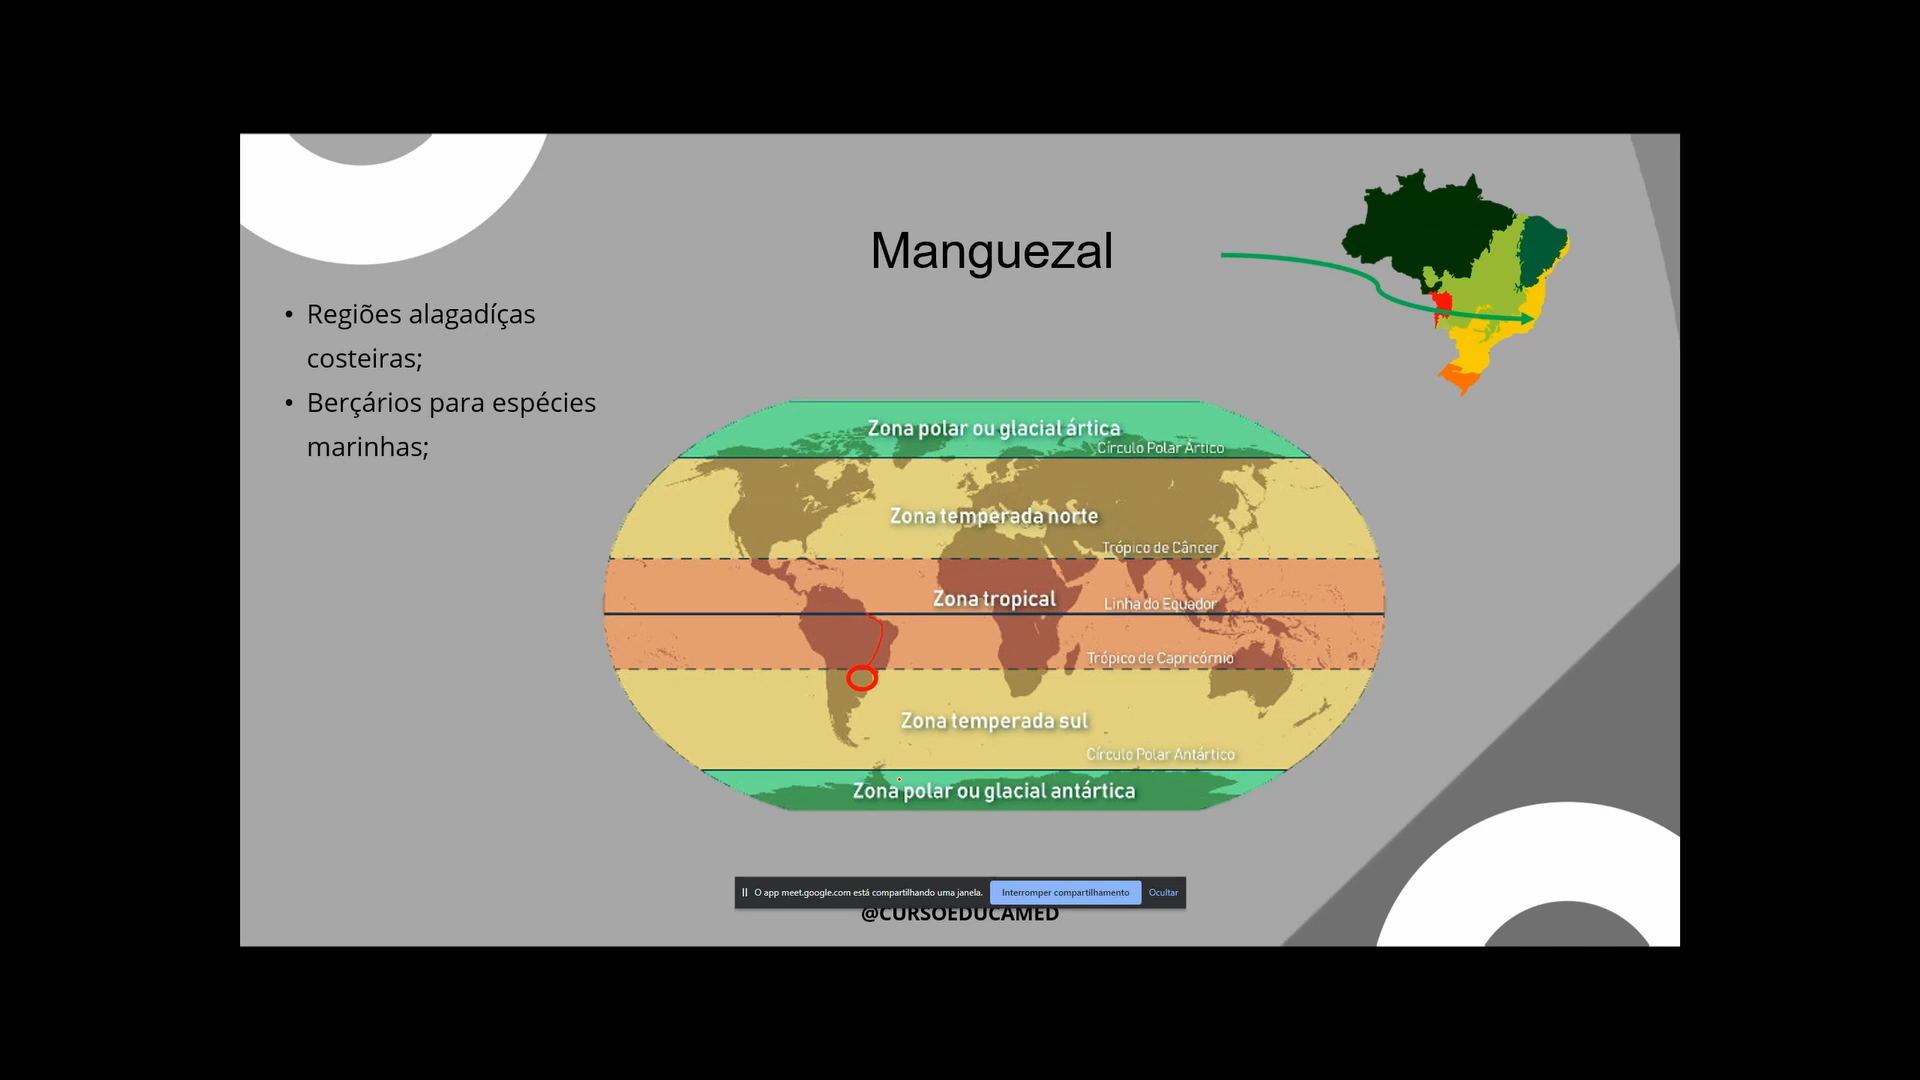 Manguezal
• Regiões alagadíças
costeiras;
• Berçários para espécies
marinhas;
Zona polar ou glacial ártica
Círculo Polar Ártico
Zona temperada norte
Trópico de Câncer
Zona tropical
Linha do Equador
Trópico de Capricórnio
Zona temperada sul
Círculo Polar Antártico
Zona polar ou glacial antártica
O app meet.google.com está compartilhando uma janela. Interromper compartilhamento Ocultar
@CURSOEDUCAMED